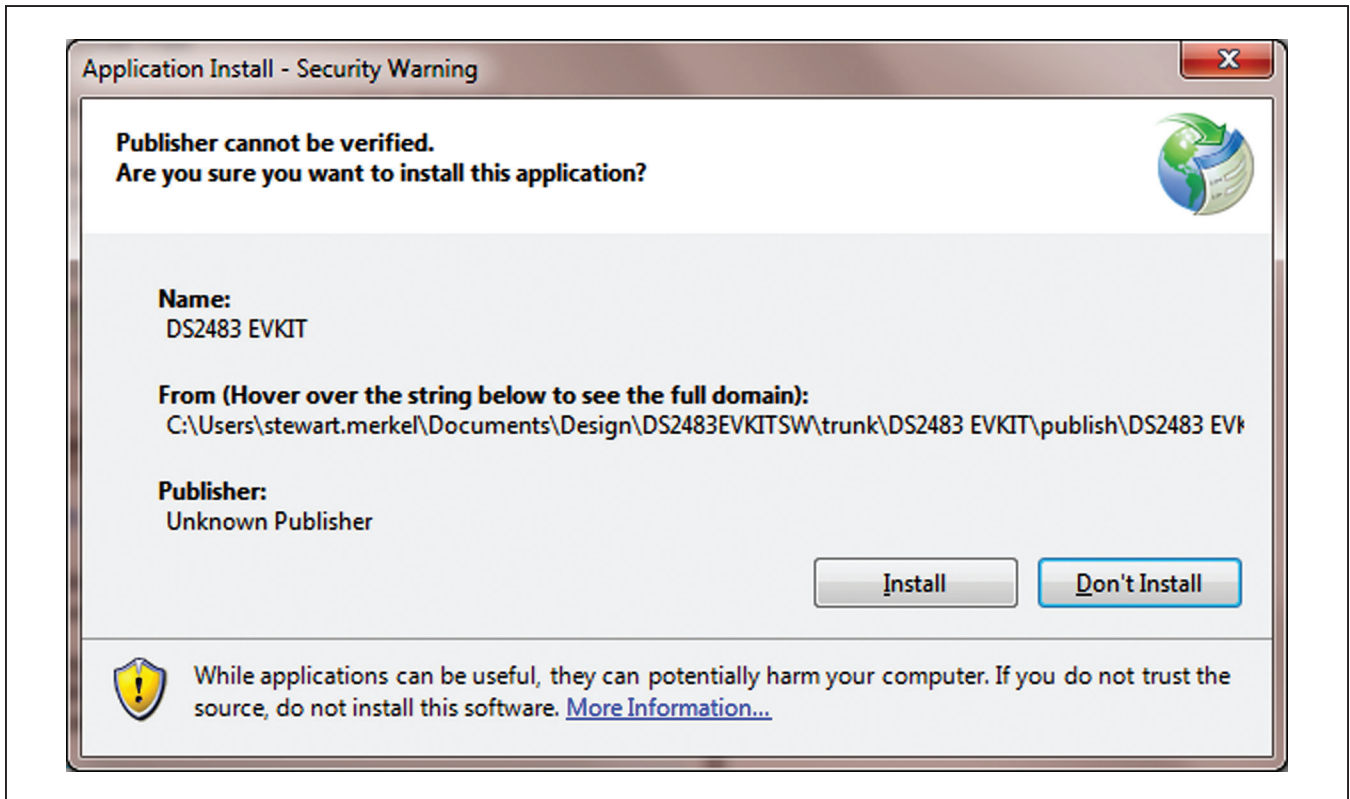 Application Install - Security Warning
Publisher cannot be verified.
Are you sure you want to install this application?
Name:
DS2483 EVKIT
From (Hover over the string below to see the full domain):
C:\Users\stewart.merkel\Documents\Design\DS2483EVKITSW\trunk\DS2483 EVKIT\publish\DS2483 EVK
Publisher:
Unknown Publisher
Install
Don't Install
While applications can be useful, they can potentially harm your computer. If you do not trust the
source, do not install this software. More Information...